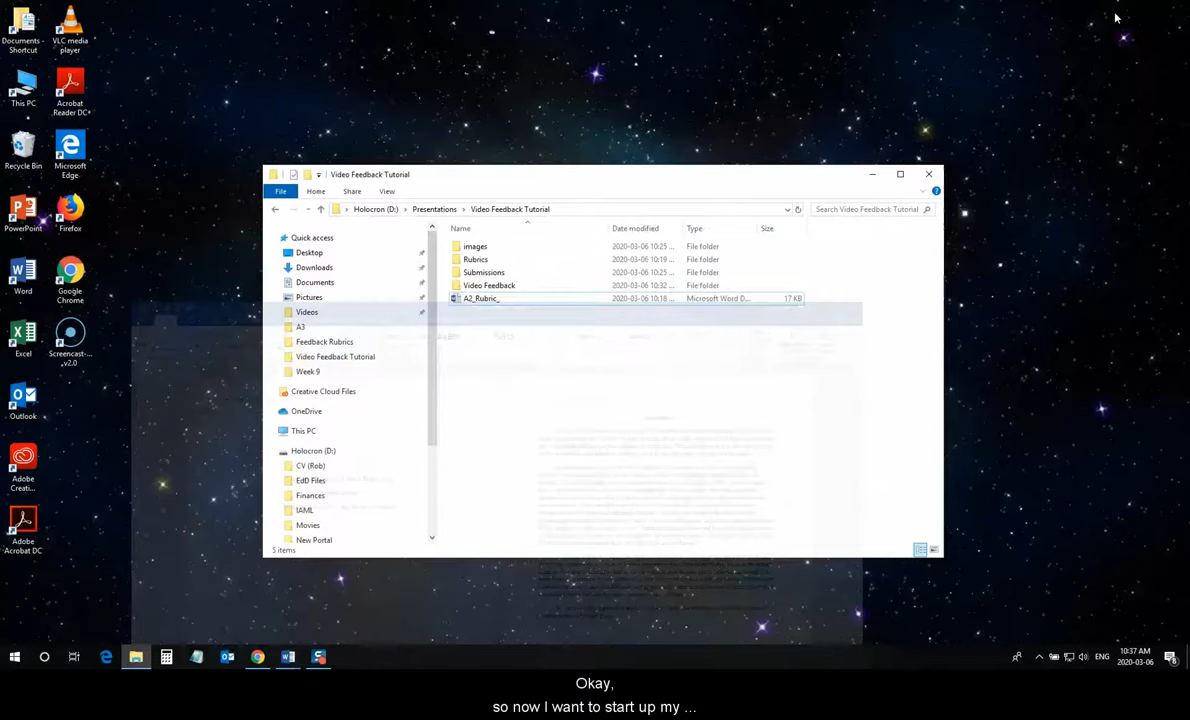 Documents -
Shortcut
VLC media
player
This PC
Acrobat
Reader DC
Recycle Bin
Microsoft
Edge
PowerPoint
Firefox
Word
Google
Chrome
Excel
Screencast-...
v2.0
Outlook
Adobe
Creati...
Adobe
Acrobat DC
Video Feedback Tutorial
File
Home
Share
View
Holocron (D:)
Presentations
Video Feedback Tutorial
Search Video Feedback Tutorial
Quick access
Desktop
Downloads
Documents
Pictures
Videos
A3
Feedback Rubrics
Video Feedback Tutorial
Week 9
Creative Cloud Files
OneDrive
This PC
Holocron (D:)
CV (Rob)
EdD Files
Finances
IAML
Movies
New Portal
Name
Date modified
Type
Size
images
2020-03-06 10:25 ...
File folder
Rubrics
2020-03-06 10:19 ...
File folder
Submissions
2020-03-06 10:25 ...
File folder
Video Feedback
2020-03-06 10:32 ...
File folder
A2_Rubric_
2020-03-06 10:18 ...
Microsoft Word D...
17 KB
5 items
ENG
10:37 AM
2020-03-06
Okay,
so now I want to start up my ...